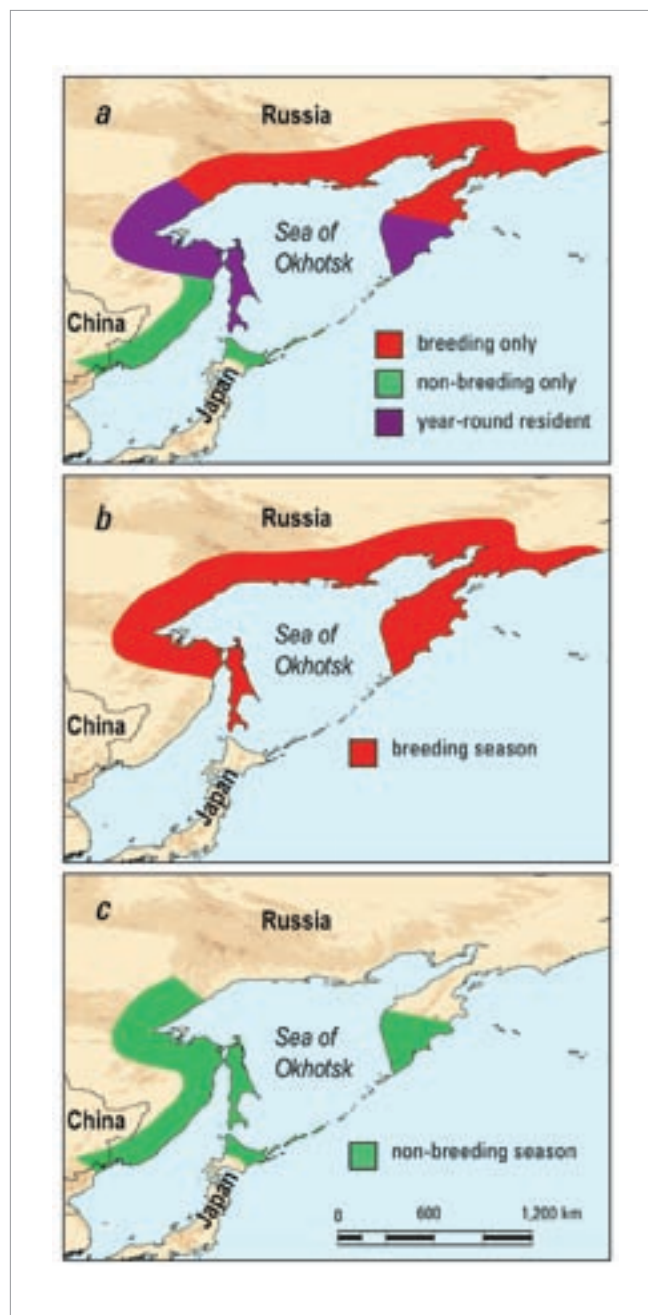 a
Russia
Sea of
Okhotsk
China
Japan
breeding only
non-breeding only
year-round resident
b
Russia
Sea of
Okhotsk
China
Japan
breeding season
c
Russia
Sea of
Okhotsk
China
Japan
non-breeding season
0 600 1,200 km